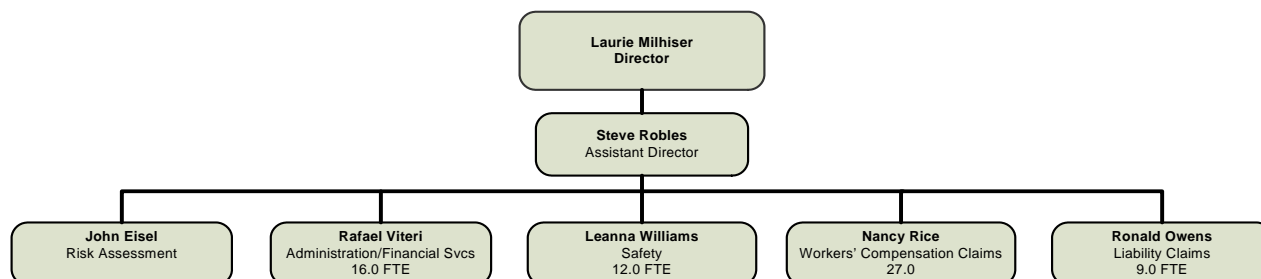 Laurie Milhiser
Director
Steve Robles
Assistant Director
John Eisel
Risk Assessment
Rafael Viteri
Administration/Financial Svcs
16.0 FTE
Leanna Williams
Safety
12.0 FTE
Nancy Rice
Workers' Compensation Claims
27.0
Ronald Owens
Liability Claims
9.0 FTE